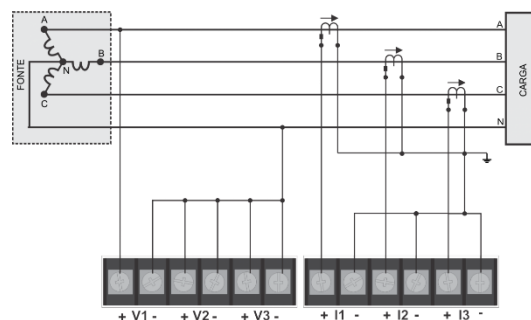 A
A
FONTE
N
B
B
CARGA
C
C
N
+ V1 - + V2 - + V3 - + I1 - + I2 - + I3 -